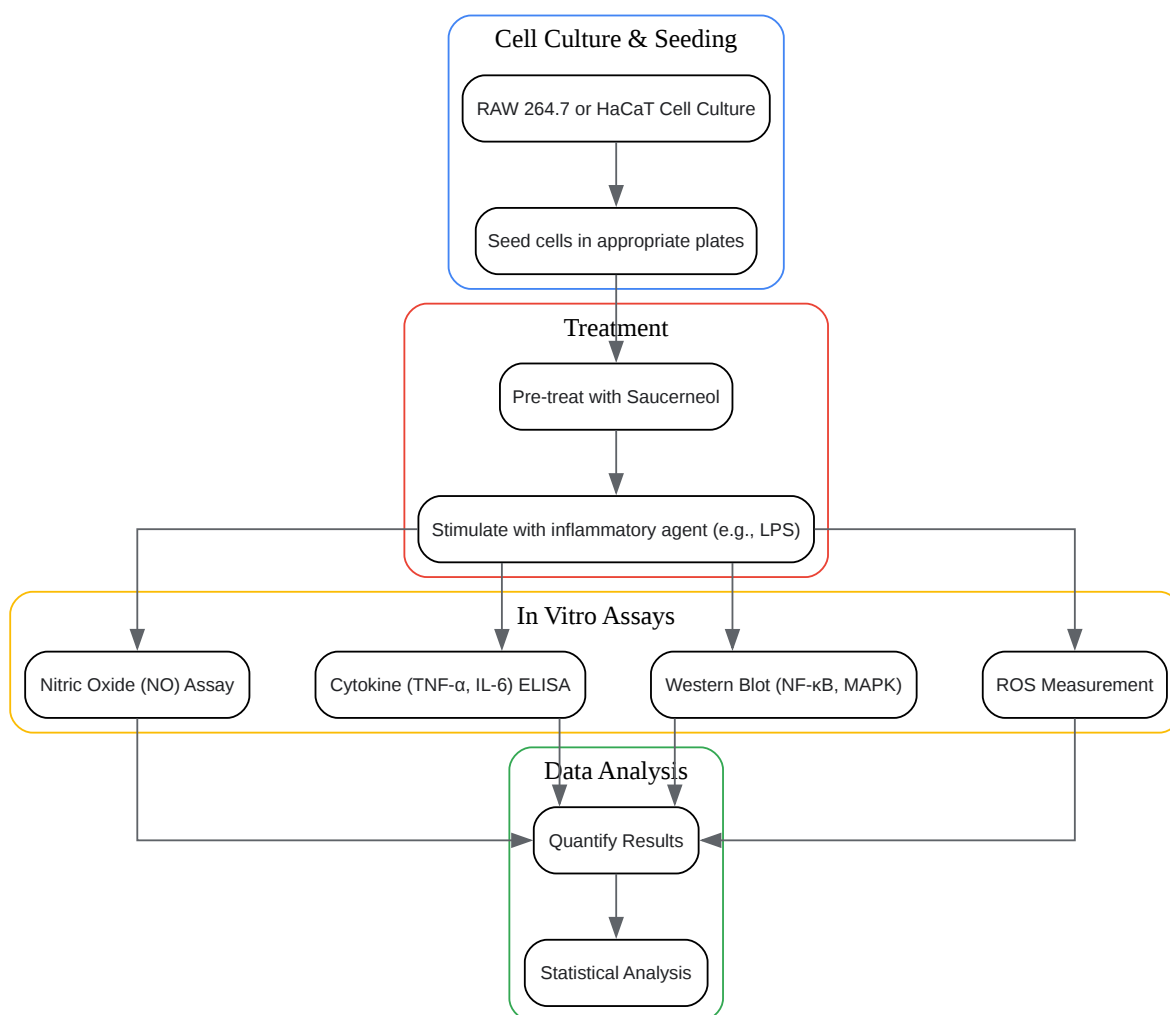 Cell Culture & Seeding
RAW 264.7 or HaCaT Cell Culture
Seed cells in appropriate plates
Treatment
Pre-treat with Saucerneol
Stimulate with inflammatory agent (e.g., LPS)
In Vitro Assays
Nitric Oxide (NO) Assay
Cytokine (TNF-α, IL-6) ELISA
Western Blot (NF-κB, MAPK)
ROS Measurement
Data Analysis
Quantify Results
Statistical Analysis